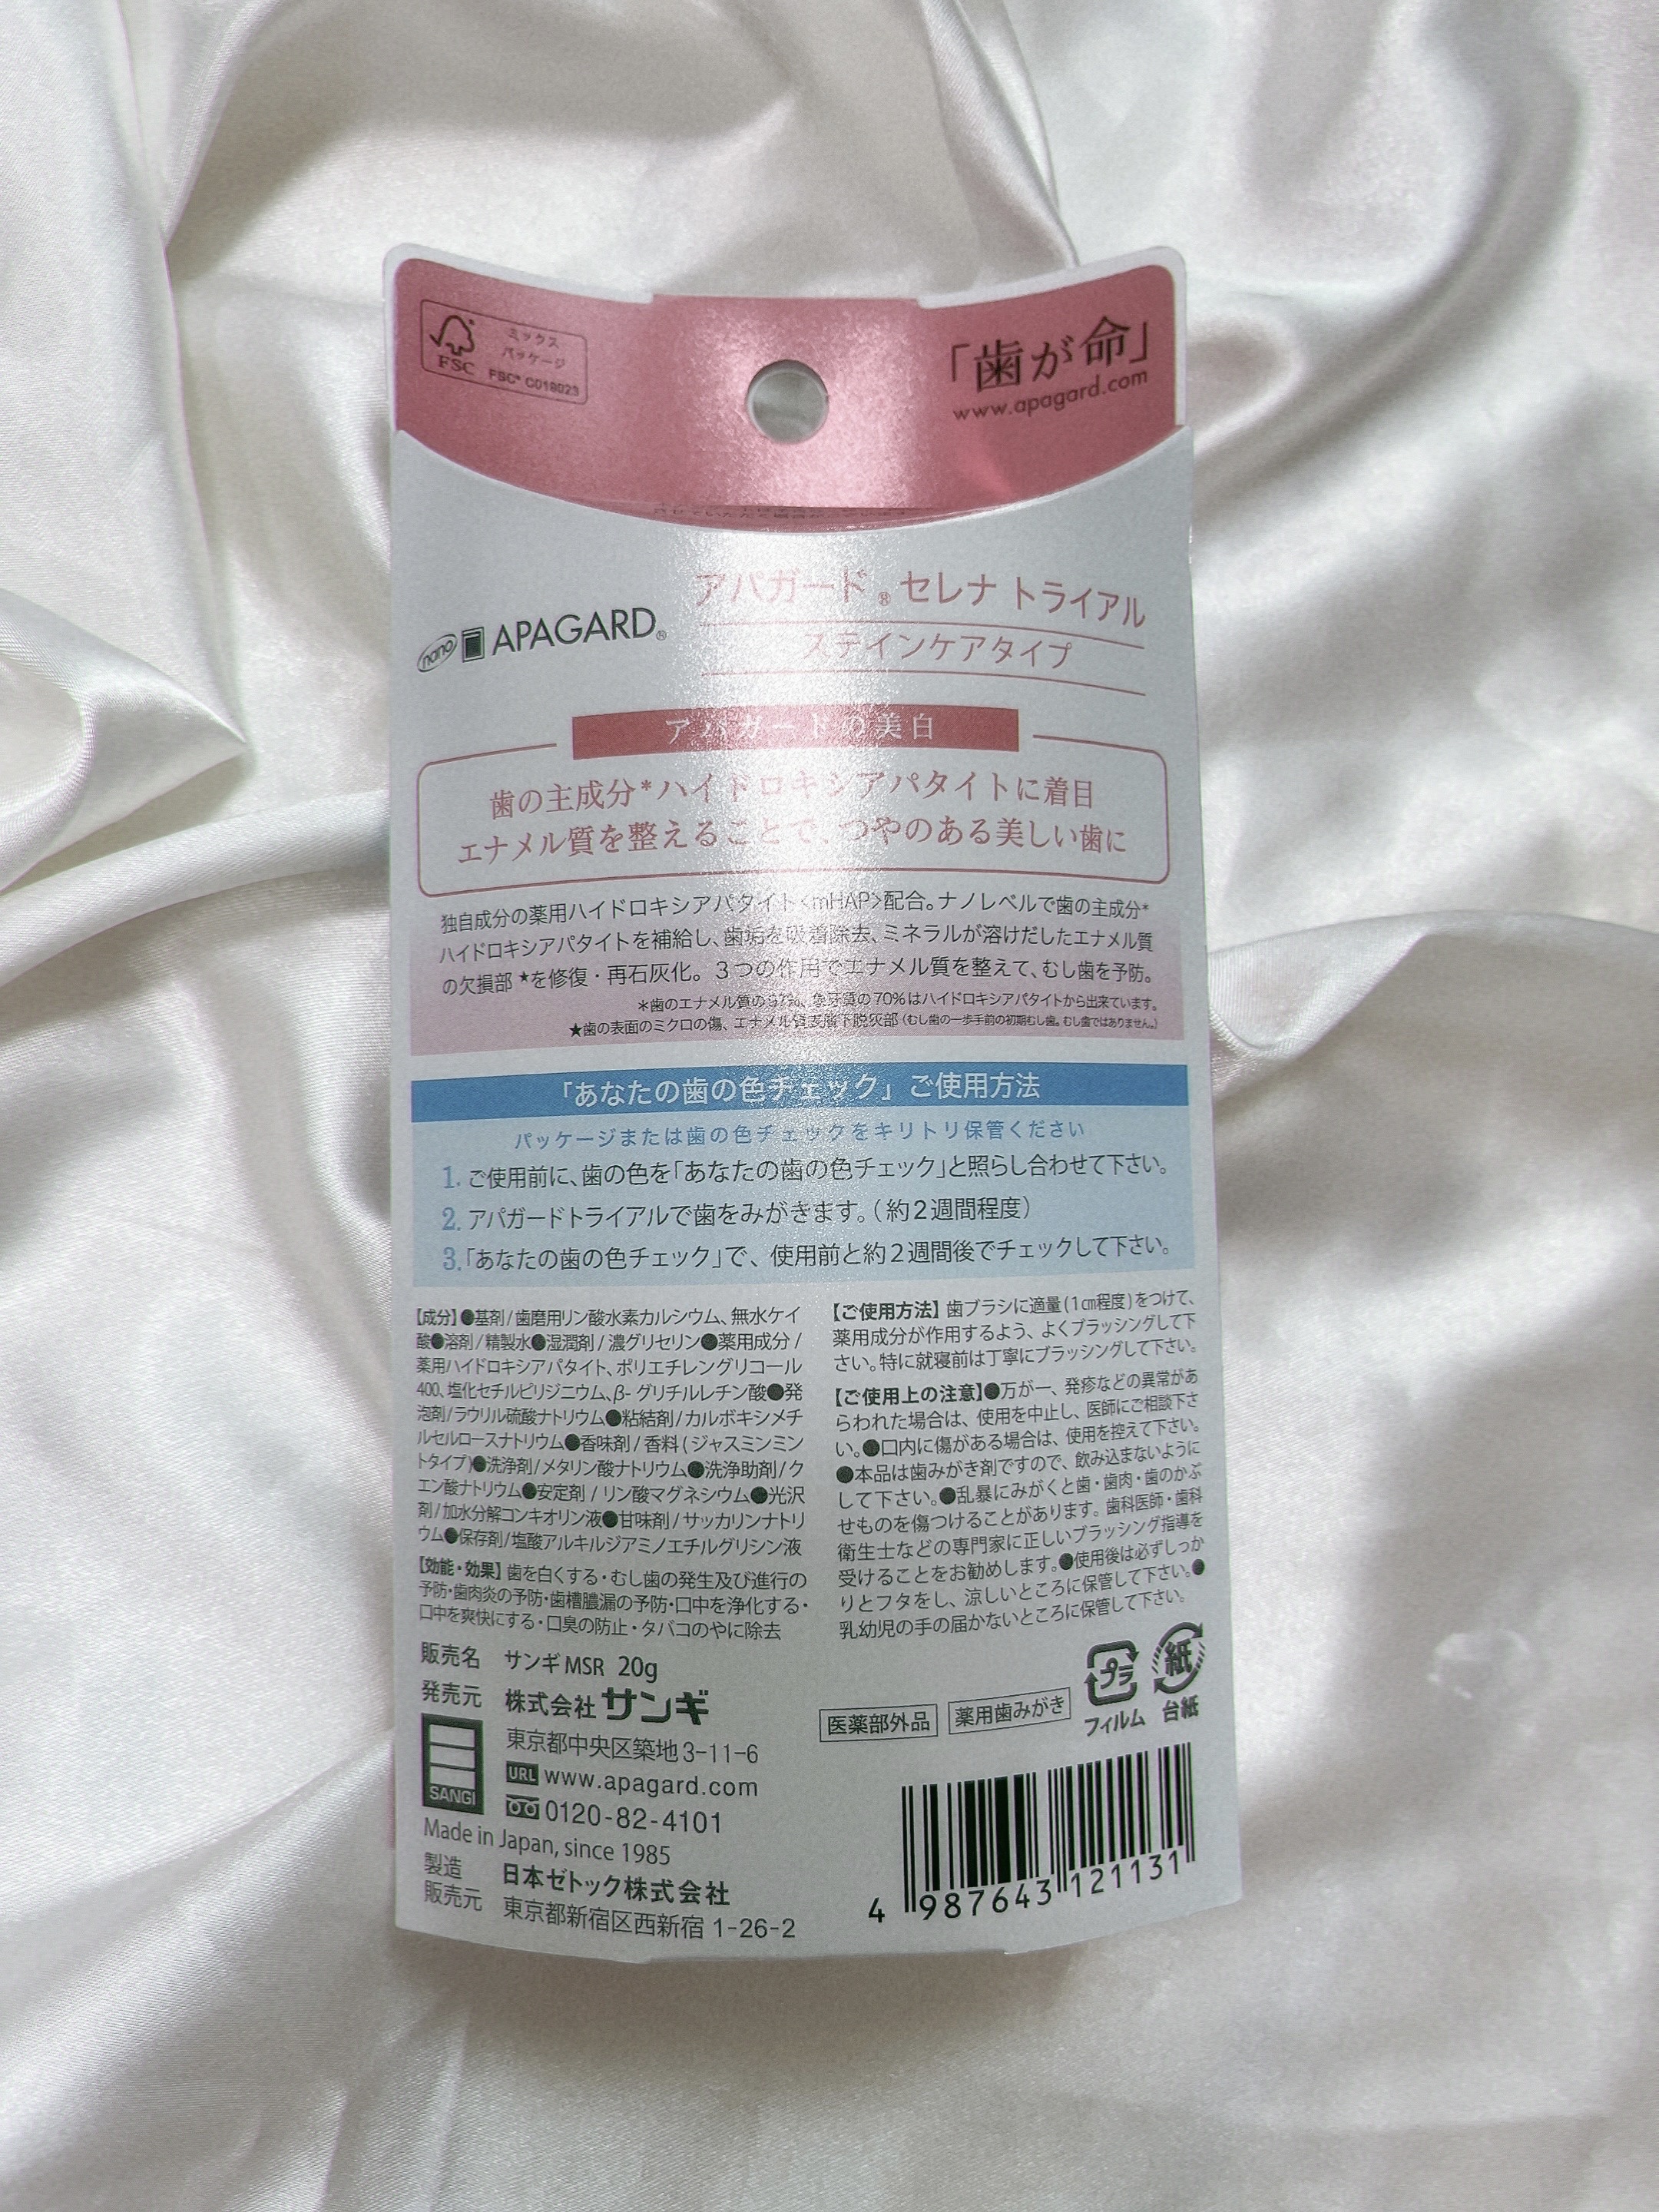 ミックス
パッケージ
FSC
FSC® C018023
「歯が命」
www.apagard.com
nano APAGARD®
アパガード®セレナ トライアル
ステインケアタイプ
アパガードの美白
歯の主成分*ハイドロキシアパタイトに着目
エナメル質を整えることで、つやのある美しい歯に
独自成分の薬用ハイドロキシアパタイト<mHAP>配合。ナノレベルで歯の主成分*
ハイドロキシアパタイトを補給し、歯垢を吸着除去、ミネラルが溶けだしたエナメル質
の欠損部★を修復・再石灰化。3つの作用でエナメル質を整えて、むし歯を予防。
*歯のエナメル質の97%、象牙質の70%はハイドロキシアパタイトから出来ています。
★歯の表面のミクロの傷、エナメル質表層下脱灰部(むし歯の一歩手前の初期むし歯。むし歯ではありません。)
「あなたの歯の色チェック」ご使用方法
パッケージまたは歯の色チェックをキリトリ保管ください
1. ご使用前に、歯の色を「あなたの歯の色チェック」と照らし合わせて下さい。
2. アパガードトライアルで歯をみがきます。(約2週間程度)
3.「あなたの歯の色チェック」で、使用前と約2週間後でチェックして下さい。
【成分】●基剤/歯磨用リン酸水素カルシウム、無水ケイ
酸●溶剤/精製水●湿潤剤/濃グリセリン●薬用成分/
薬用ハイドロキシアパタイト、ポリエチレングリコール
400、塩化セチルピリジニウム、β-グリチルレチン酸●発
泡剤/ラウリル硫酸ナトリウム●粘結剤/カルボキシメチ
ルセルロースナトリウム●香味剤/香料(ジャスミンミン
トタイプ)●洗浄剤/メタリン酸ナトリウム●洗浄助剤/ク
エン酸ナトリウム●安定剤/リン酸マグネシウム●光沢
剤/加水分解コンキオリン液●甘味剤/サッカリンナトリ
ウム●保存剤/塩酸アルキルジアミノエチルグリシン液
【効能・効果】歯を白くする・むし歯の発生及び進行の
予防・歯肉炎の予防・歯槽膿漏の予防・口中を浄化する・
口中を爽快にする・口臭の防止・タバコのやに除去
【ご使用方法】歯ブラシに適量(1cm程度)をつけて、
薬用成分が作用するよう、よくブラッシングして下
さい。特に就寝前は丁寧にブラッシングして下さい。
【ご使用上の注意】●万が一、発疹などの異常があ
らわれた場合は、使用を中止し、医師にご相談下さ
い。●口内に傷がある場合は、使用を控えて下さい。
●本品は歯みがき剤ですので、飲み込まないように
して下さい。●乱暴にみがくと歯・歯肉・歯のかぶ
せものを傷つけることがあります。歯科医師・歯科
衛生士などの専門家に正しいブラッシング指導を
受けることをお勧めします。●使用後は必ずしっか
りとフタをし、涼しいところに保管して下さい。●
乳幼児の手の届かないところに保管して下さい。
販売名 サンギMSR 20g
発売元 株式会社サンギ
東京都中央区築地3-11-6
URL www.apagard.com
0120-82-4101
SANGI
Made in Japan, since 1985
製造
販売元
日本ゼトック株式会社
東京都新宿区西新宿1-26-2
医薬部外品 薬用歯みがき
プラ 紙
フィルム 台紙
4 987643 121131